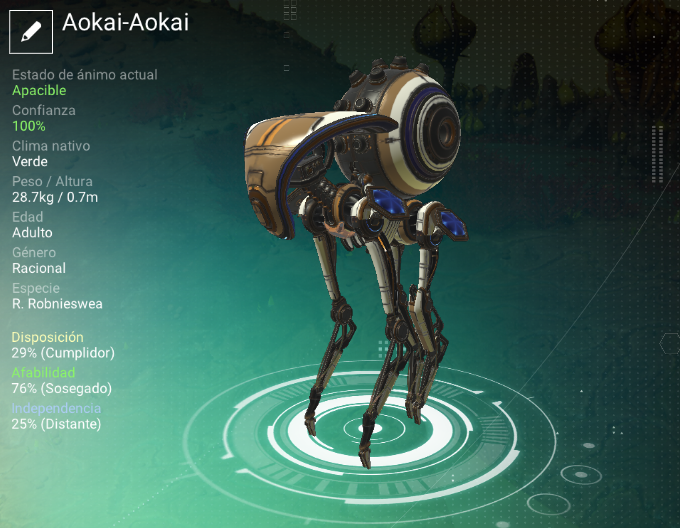 Aokai-Aokai
Estado de ánimo actual
Apacible
Confianza
100%
Clima nativo
Verde
Peso / Altura
28.7kg / 0.7m
Edad
Adulto
Género
Racional
Especie
R. Robnieswea
Disposición
29% (Cumplidor)
Afabilidad
76% (Sosegado)
Independencia
25% (Distante)